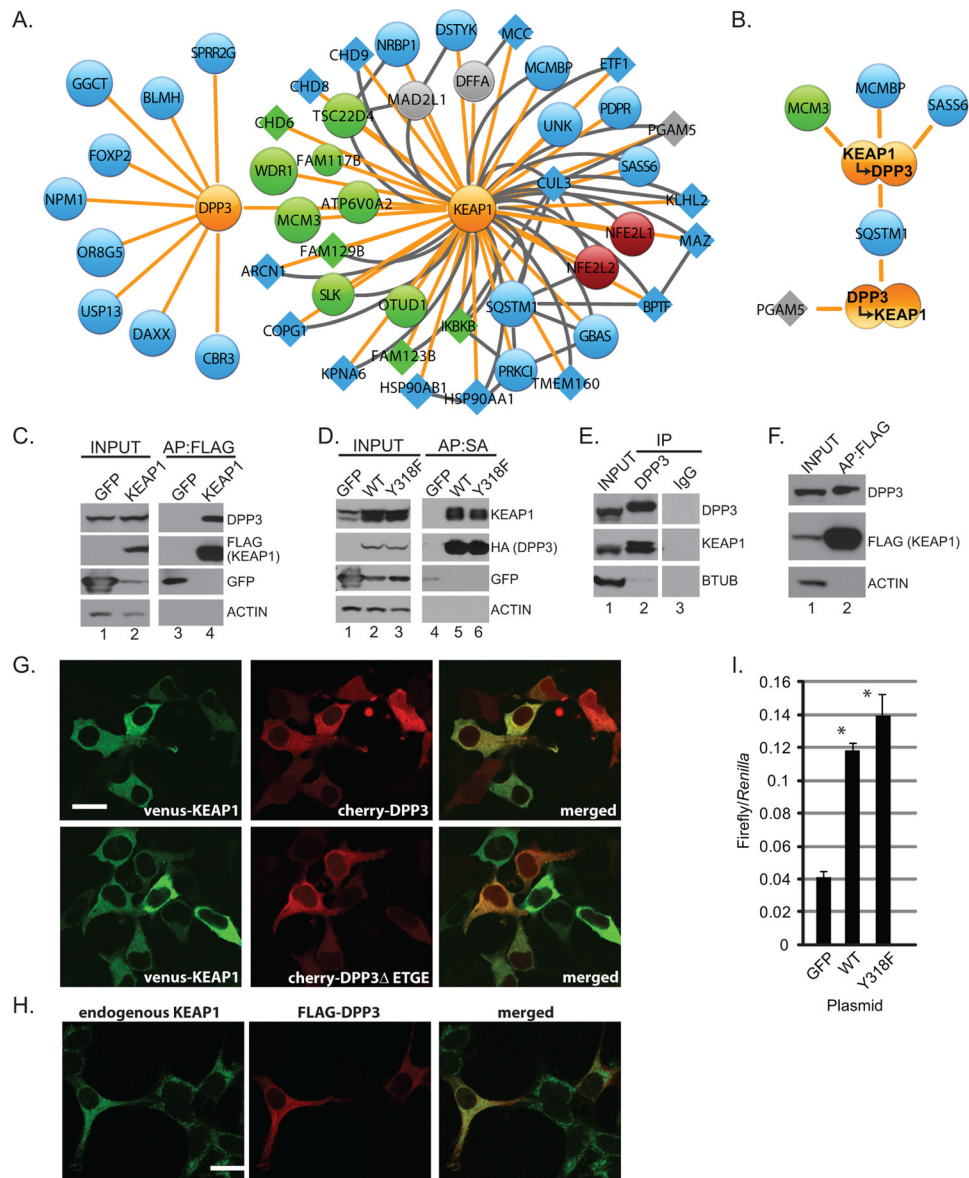 A.
SPRR2G
GGCT
BLMH
FOXP2
NPM1
DPP3
OR8G5
USP13
DAXX
CBR3
NRBP1
DSTYK
MCC
CHD9
CHD8
MAD2L1
DFFA
MCMBP
ETF1
TSC22D4
CHD6
UNK
PDPR
PGAM5
FAM117B
WDR1
SASS6
CUL3
ATP6V0A2
KEAP1
KLHL2
MCM3
NFE2L1
MAZ
FAM129B
ARCN1
NFE2L2
SLK
OTUD1
SQSTM1
BPTF
COPG1
IKBKB
GBAS
FAM123B
KPNA6
PRKCI
HSP90AB1
TMEM160
HSP90AA1
B.
MCM3
MCMBP
SASS6
KEAP1
↳DPP3
SQSTM1
DPP3
↳KEAP1
PGAM5
C.
INPUT AP:FLAG
GFP KEAP1 GFP KEAP1
DPP3
FLAG
(KEAP1)
GFP
ACTIN
1 2 3 4
D.
INPUT AP:SA
GFP WT Y318F GFP WT Y318F
KEAP1
HA (DPP3)
GFP
ACTIN
1 2 3 4 5 6
E.
IP
INPUT DPP3 IgG
DPP3
KEAP1
BTUB
1 2 3
F.
INPUT AP:FLAG
DPP3
FLAG (KEAP1)
ACTIN
1 2
G.
venus-KEAP1 cherry-DPP3 merged
venus-KEAP1 cherry-DPP3Δ ETGE merged
H.
endogenous KEAP1 FLAG-DPP3 merged
I.
0.16
0.14
0.12
0.10
0.08
0.06
0.04
0.02
0
Firefly/Renilla
*
*
GFP WT Y318F
Plasmid